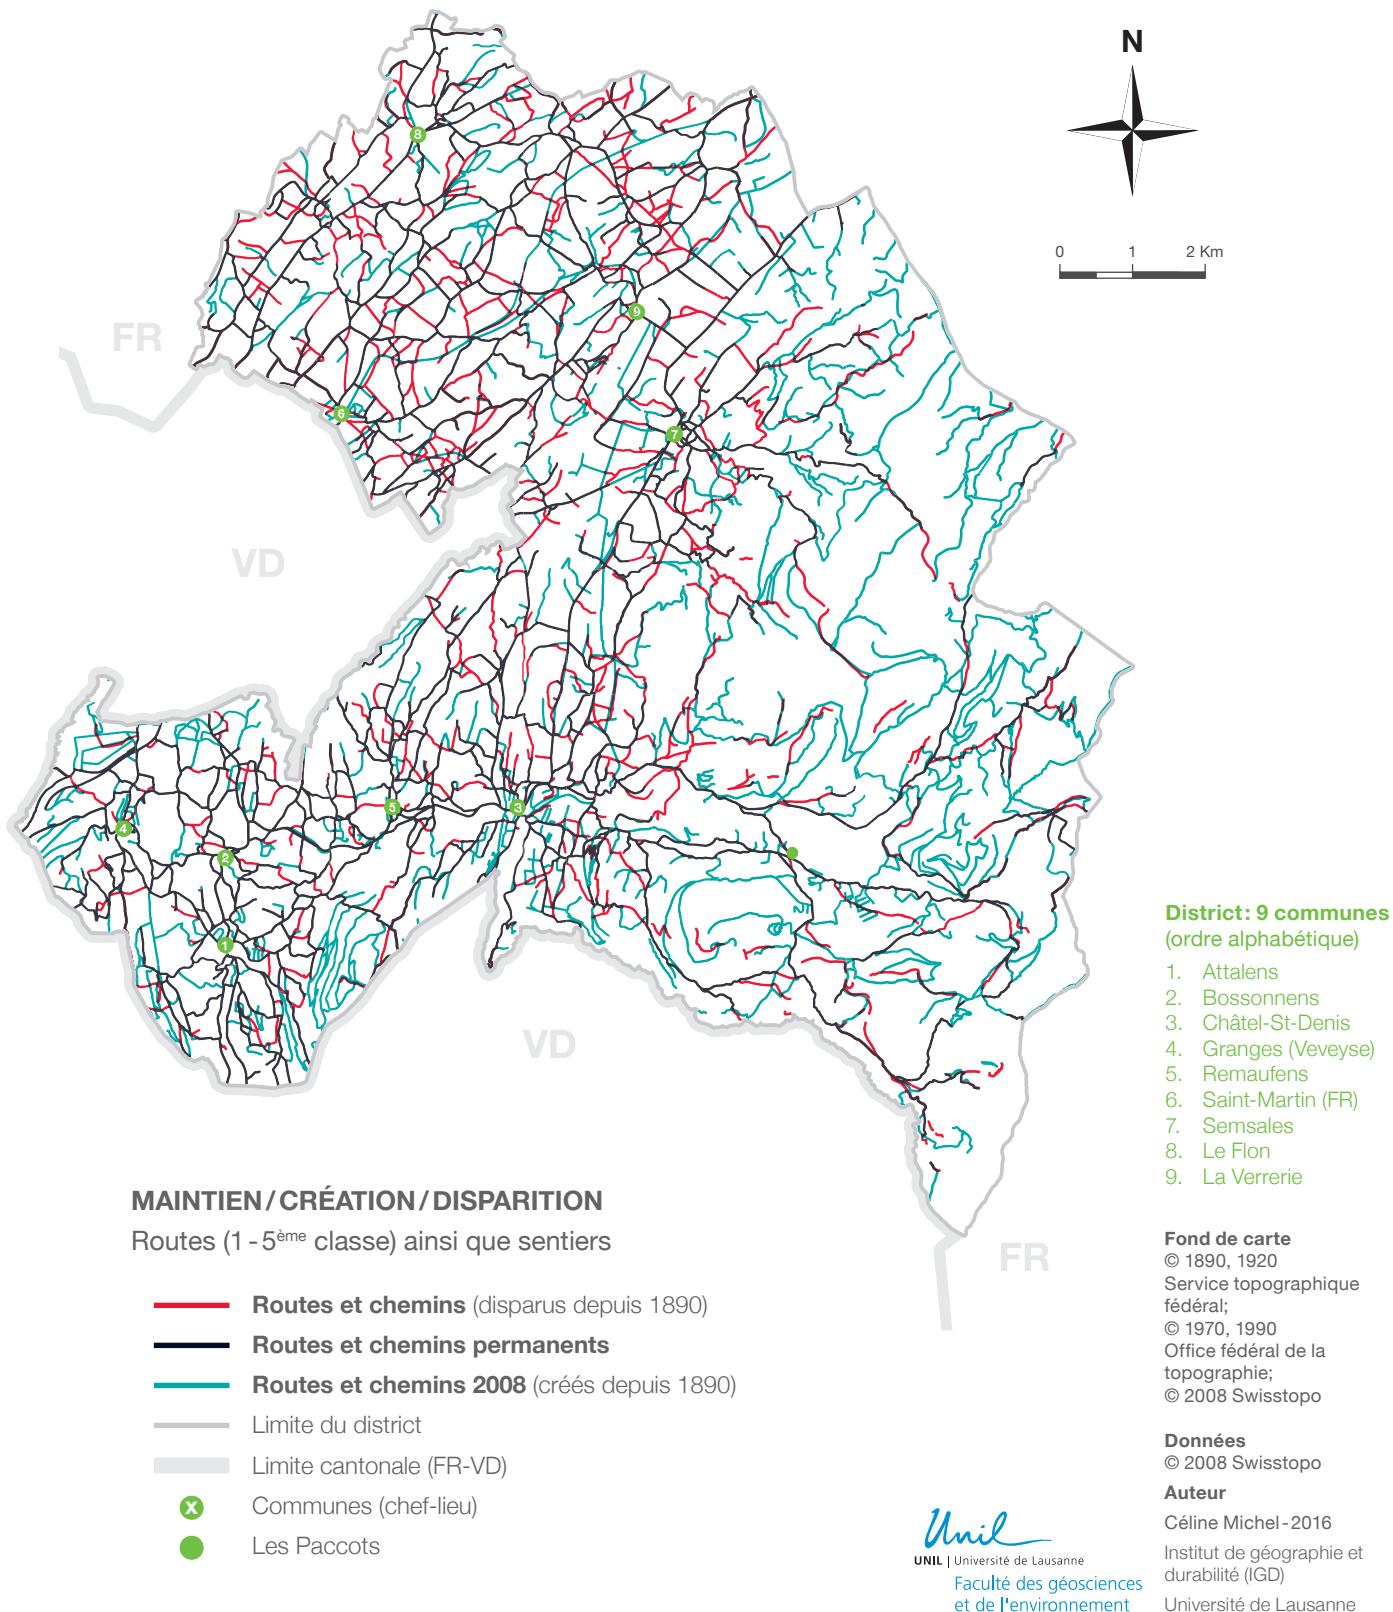 N
0 1 2 Km
FR
VD
VD
FR
8
9
6
7
5
3
4
2
1
District: 9 communes
(ordre alphabétique)
1. Attalens
2. Bossonnens
3. Châtel-St-Denis
4. Granges (Veveyse)
5. Remaufens
6. Saint-Martin (FR)
7. Semsales
8. Le Flon
9. La Verrerie
MAINTIEN / CRÉATION / DISPARITION
Routes (1 - 5ème classe) ainsi que sentiers
Routes et chemins (disparus depuis 1890)
Routes et chemins permanents
Routes et chemins 2008 (créés depuis 1890)
Limite du district
Limite cantonale (FR-VD)
X Communes (chef-lieu)
Les Paccots
Fond de carte
© 1890, 1920
Service topographique
fédéral;
© 1970, 1990
Office fédéral de la
topographie;
© 2008 Swisstopo
Données
© 2008 Swisstopo
Auteur
Céline Michel - 2016
Institut de géographie et
durabilité (IGD)
Université de Lausanne
Unil
UNIL | Université de Lausanne
Faculté des géosciences
et de l'environnement